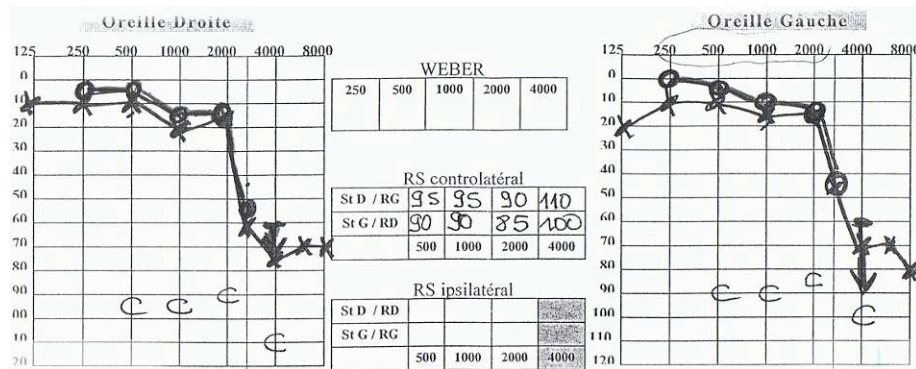 Oreille Droite
125 250 500 1000 2000 4000 8000
0
10
20
30
40
50
60
70
80
90
00
10
20
WEBER
250 500 1000 2000 4000
RS controlatéral
St D / RG 95 95 90 110
St G / RD 90 90 85 100
500 1000 2000 4000
RS ipsilatéral
St D / RD
St G / RG
500 1000 2000 4000
Oreille Gauche
125 250 500 1000 2000 4000 8000
0
10
20
30
40
50
60
70
80
90
100
110
120
C C C C
C C C C